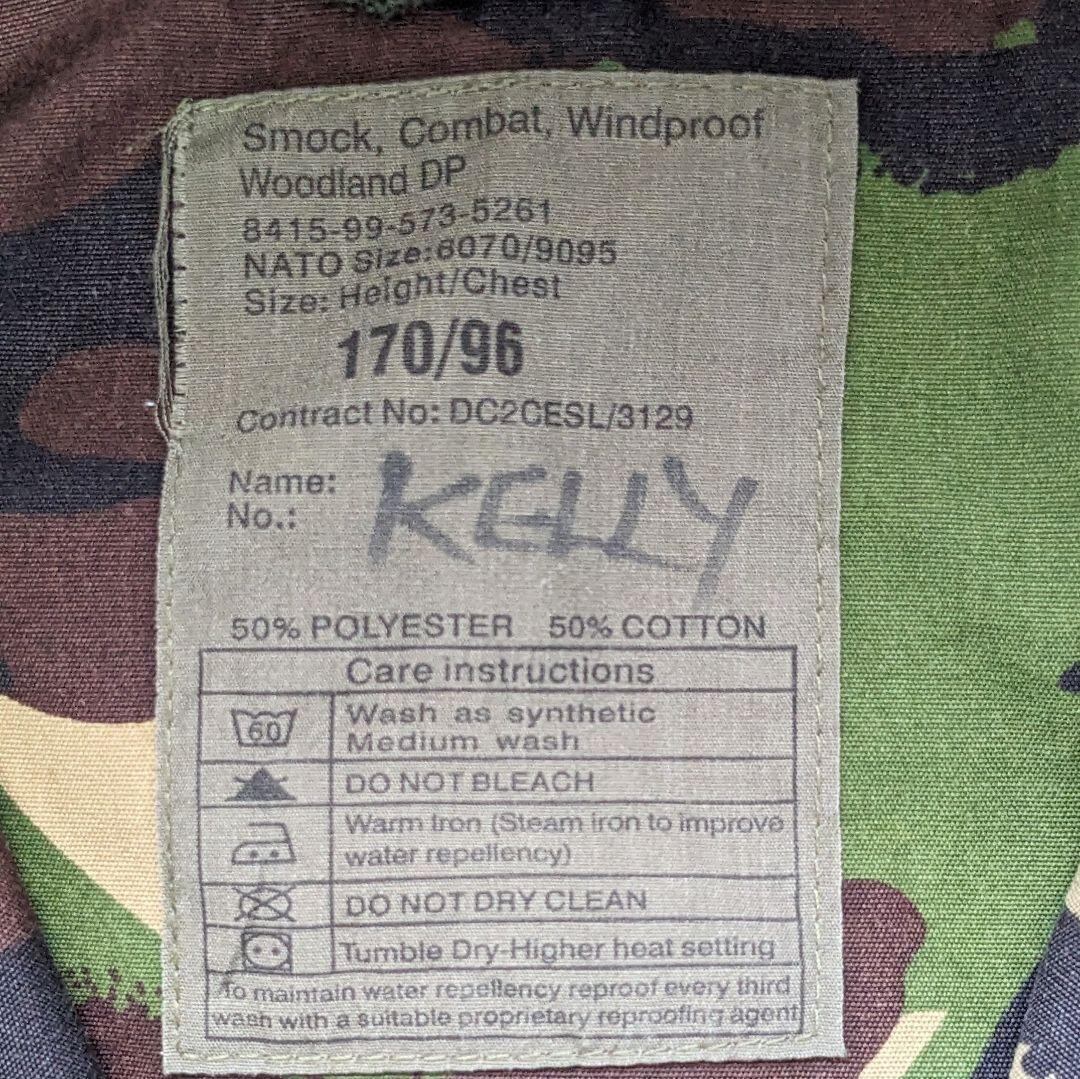 Smock, Combat, Windproof
Woodland DP
8415-99-573-5261
NATO Size:6070/9095
Size: Height/Chest
170/96
Contract No: DC2CESL/3129
Name: KELLY
No.:
50% POLYESTER 50% COTTON
Care instructions
60 Wash as synthetic
Medium wash
DO NOT BLEACH
Warm Iron (Steam iron to improve
water repellency)
DO NOT DRY CLEAN
Tumble Dry-Higher heat setting
To maintain water repellency reproof every third
wash with a suitable proprietary reproofing agent